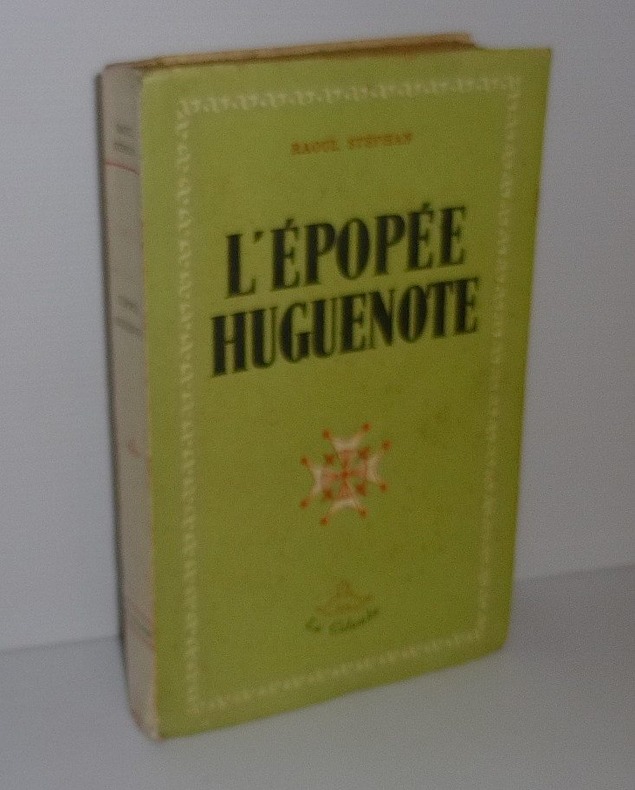 RAOUL STEPHAN
L'ÉPOPÉE
HUGUENOTE
La Colombe